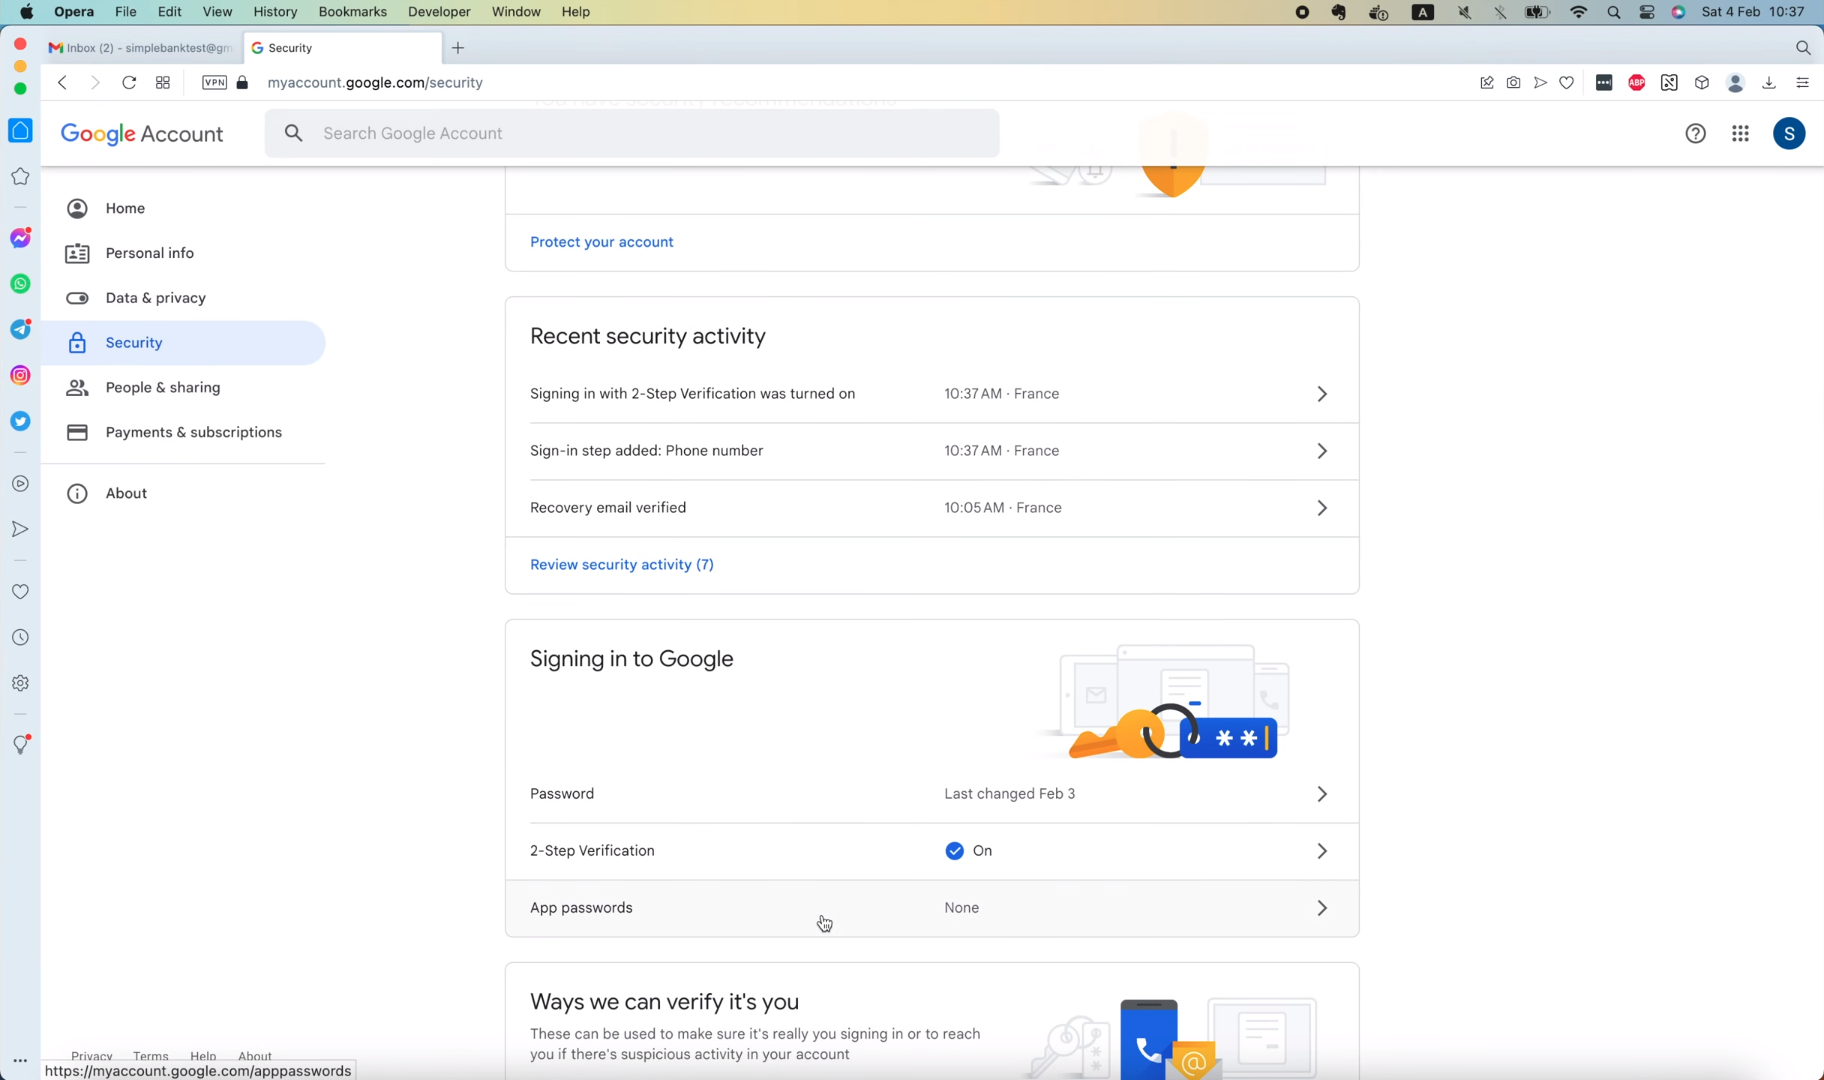 Opera File Edit View History Bookmarks Developer Window Help A Sat 4 Feb 10:37
Inbox (2) - simplebanktest@gm Security
VPN myaccount.google.com/security ABP
You have security recommendations
Google Account Search Google Account S
Home
Personal info
Data & privacy
Security
People & sharing
Payments & subscriptions
About
Protect your account
Recent security activity
Signing in with 2-Step Verification was turned on 10:37 AM · France
Sign-in step added: Phone number 10:37 AM · France
Recovery email verified 10:05 AM · France
Review security activity (7)
Signing in to Google
**
Password Last changed Feb 3
2-Step Verification On
App passwords None
Ways we can verify it's you
These can be used to make sure it's really you signing in or to reach
you if there's suspicious activity in your account
@
Privacy Terms Help About
https://myaccount.google.com/apppasswords